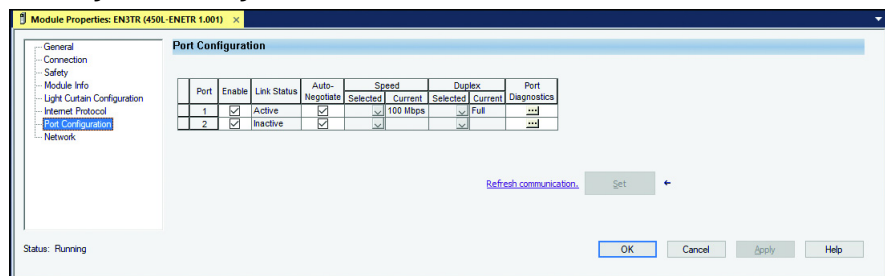 Module Properties: EN3TR (450L-ENETR 1.001) ×
General
Connection
Safety
Module Info
Light Curtain Configuration
Internet Protocol
Port Configuration
Network
Port Configuration
Port Enable Link Status Auto-Negotiate Speed Duplex Port Diagnostics
Selected Current Selected Current
1 Active 100 Mbps Full ...
2 Inactive ...
Refresh communication. Set
Status: Running
OK Cancel Apply Help